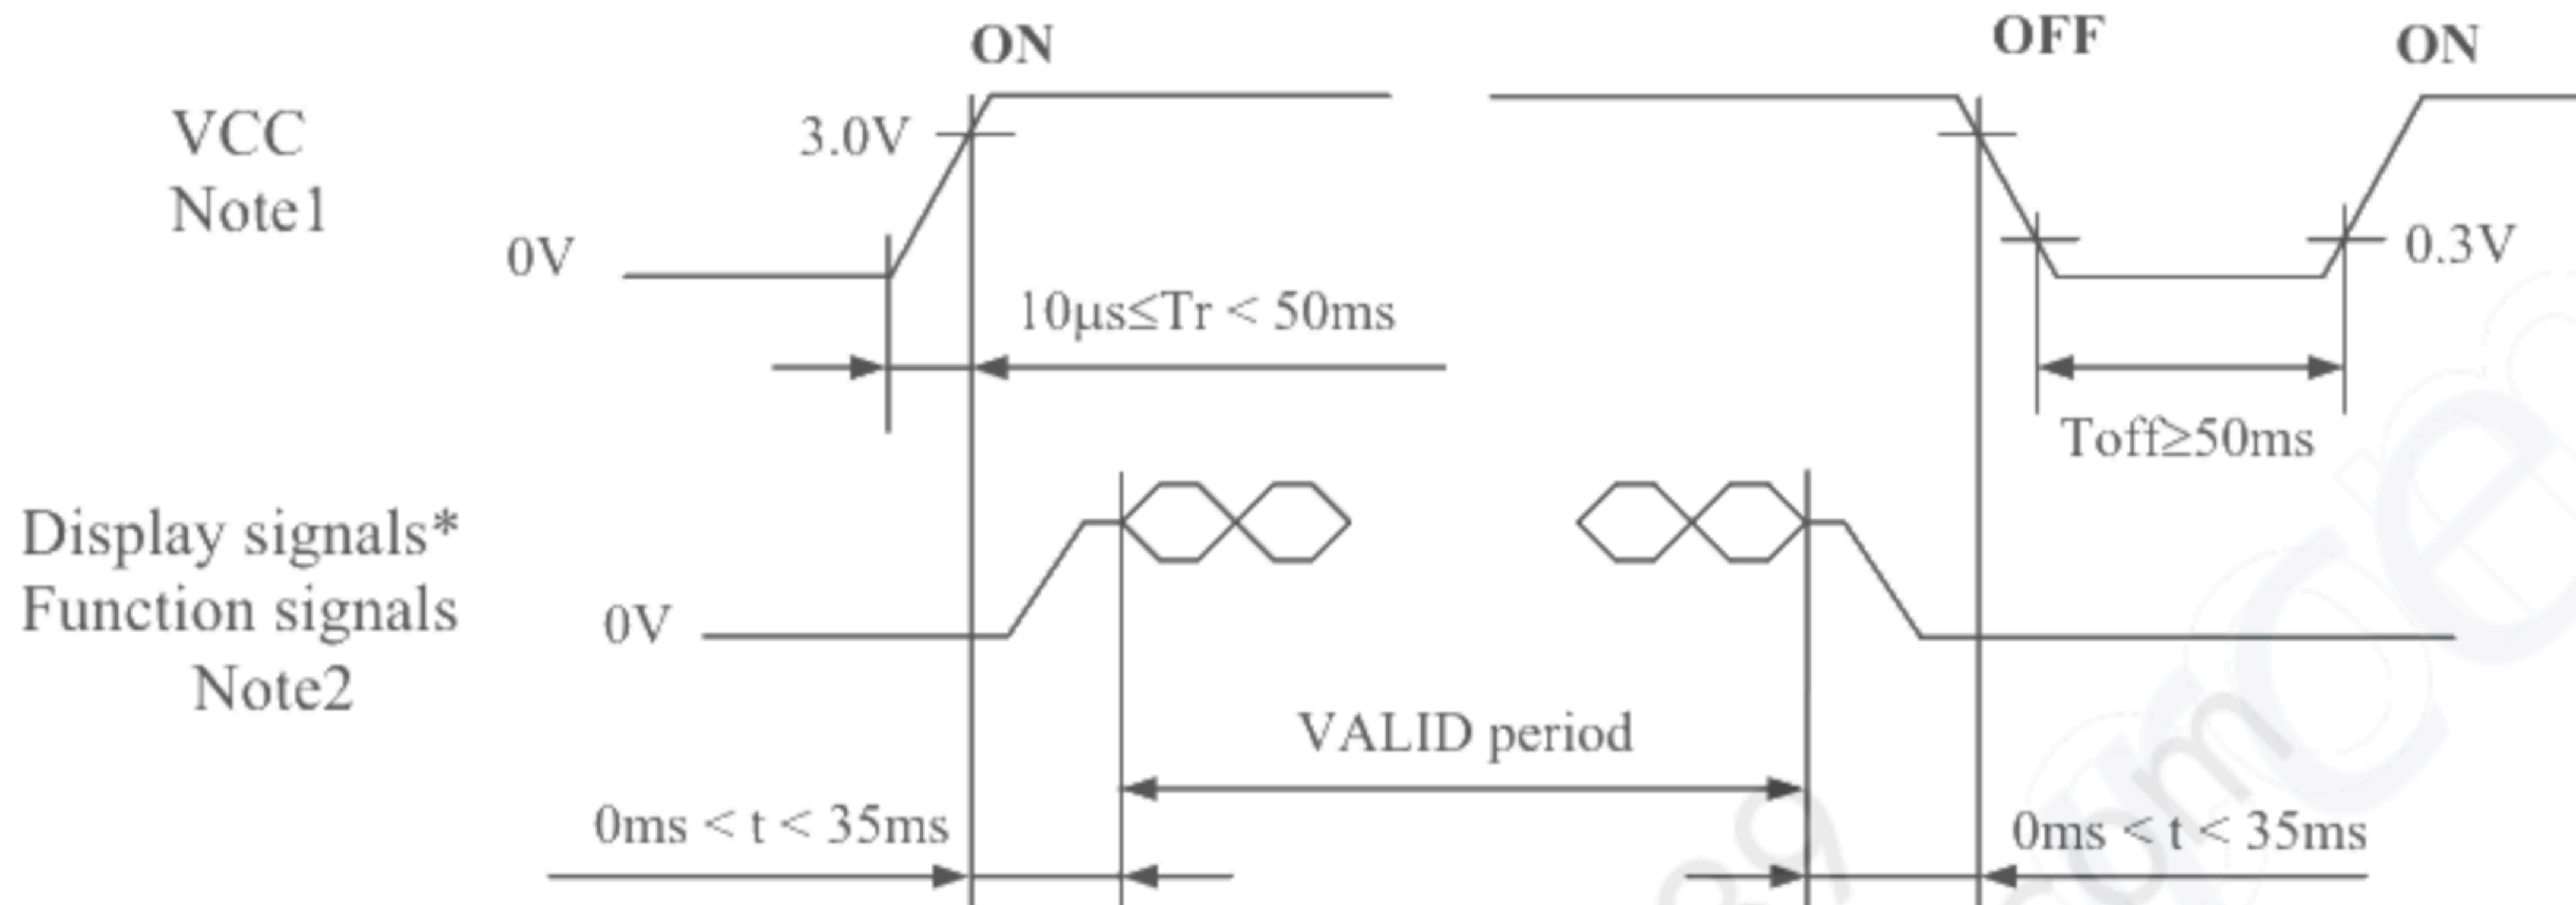 ON
OFF
ON
VCC
Note1
3.0V
0V
0.3V
10μs≤Tr < 50ms
Toff≥50ms
Display signals*
Function signals
Note2
0V
VALID period
0ms < t < 35ms
0ms < t < 35ms